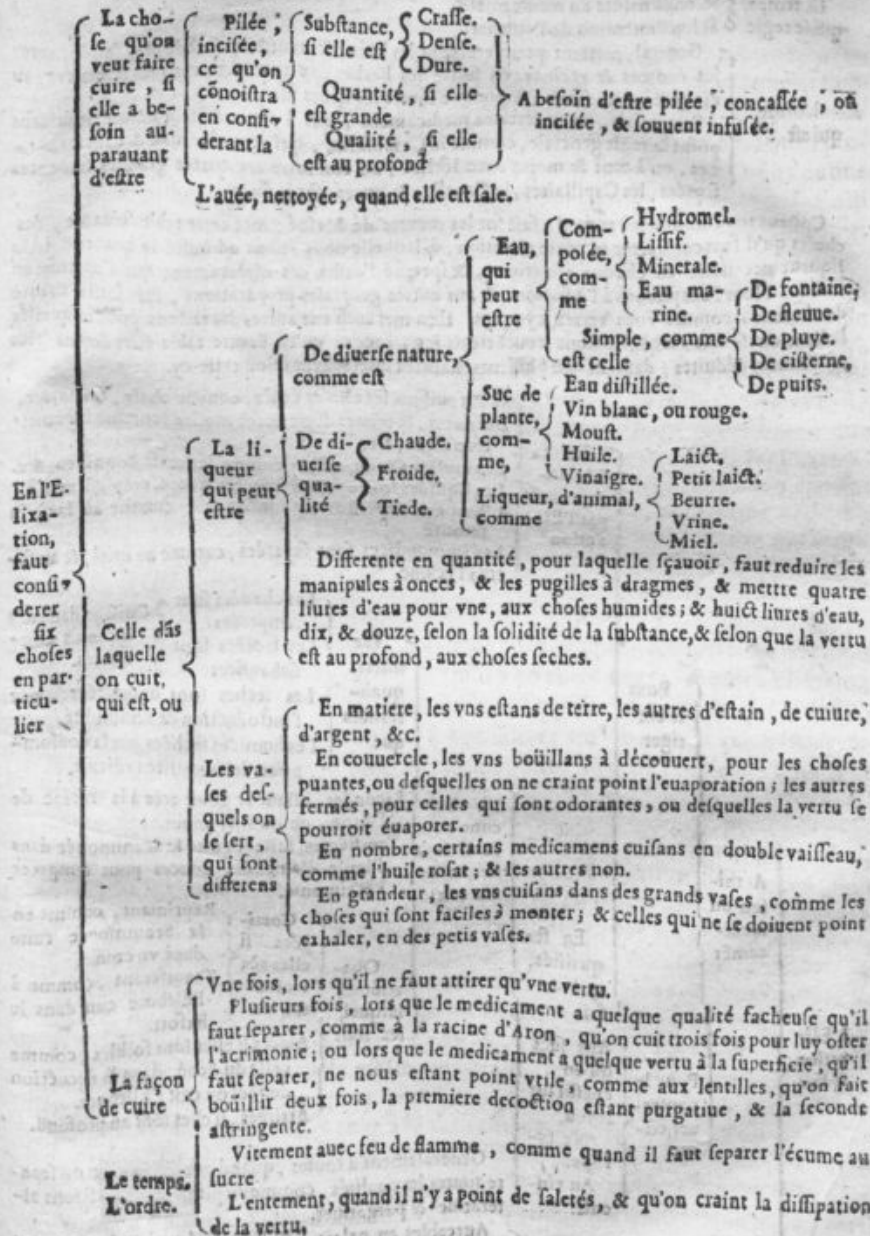 En l'E-
lixa-
tion,
faut
consi-
derer
six
choses
en par-
ticu-
lier
La cho-
se qu'on
veut faire
cuire, si
elle a be-
soin au-
parauant
d'estre
Pilée;
incisée,
ce qu'on
cõnoistra
en consi-
derant la
Substance,
si elle est
Crasse.
Dense.
Dure.
Quantité, si elle
est grande
Qualité, si elle
est au profond
A besoin d'estre pilée, concassée, où
incisée, & souuent infusée.
L'auée, nettoyée, quand elle est sale.
Celle dãs
laquelle
on cuit,
qui est, ou
La li-
queur
qui peut
estre
De diuerse nature,
comme est
Eau,
qui
peut
estre
Com-
posée,
com-
me
Hydromel.
Lissif.
Minerale.
Eau ma-
rine.
Simple, comme
est celle
De fontaine;
De fleuue.
De pluye.
De cisterne,
De puits.
Suc de
plante,
com-
me,
Eau distillée.
Vin blanc, ou rouge.
Moust.
Huile.
Vinaigre.
Liqueur, d'animal,
comme
Laict.
Petit laict.
Beurre.
Vrine.
Miel.
De di-
uerse
qua-
lité
Chaude.
Froide.
Tiede.
Differente en quantité, pour laquelle sçauoir, faut reduire les
manipules à onces, & les pugilles à dragmes, & mettre quatre
liures d'eau pour vne, aux choses humides; & huict liures d'eau,
dix, & douze, selon la solidité de la substance, & selon que la vertu
est au profond, aux choses seches.
Les va-
ses des-
quels on
se sert,
qui sont
differens
En matiere, les vns estans de terre, les autres d'estain, de cuiure,
d'argent, &c.
En couuercle, les vns boüillans à découuert, pour les choses
puantes, ou desquelles on ne craint point l'euaporation; les autres
fermés, pour celles qui sont odorantes, ou desquelles la vertu se
pourroit éuaporer.
En nombre, certains medicamens cuisans en double vaisseau,
comme l'huile rosat; & les autres non.
En grandeur, les vns cuisans dans des grands vases, comme les
choses qui sont faciles à monter; & celles qui ne se doiuent point
exhaler, en des petis vases.
La façon
de cuire
Le temps.
L'ordre.
Vne fois, lors qu'il ne faut attirer qu'vne vertu.
Plusieurs fois, lors que le medicament a quelque qualité facheuse qu'il
faut separer, comme à la racine d'Aron, qu'on cuit trois fois pour luy oster
l'acrimonie; ou lors que le medicament a quelque vertu à la superficie, qu'il
faut separer, ne nous estant point vtile, comme aux lentilles, qu'on fait
boüillir deux fois, la premiere decoction estant purgatiue, & la seconde
astringente.
Vitement auec feu de flamme, comme quand il faut separer l'écume au
sucre
L'entement, quand il n'y a point de saletés, & qu'on craint la dissipation
de la vertu.